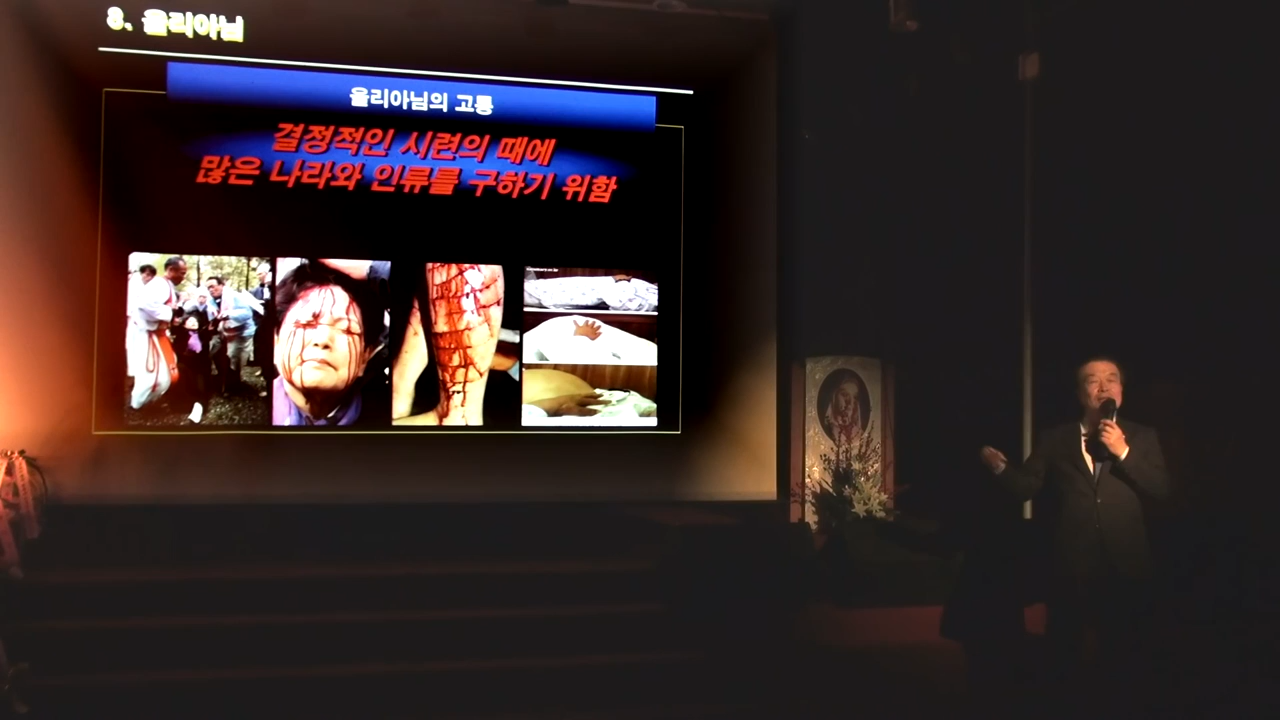 8. 율리아님
율리아님의 고통
결정적인 시련의 때에
많은 나라와 인류를 구하기 위함